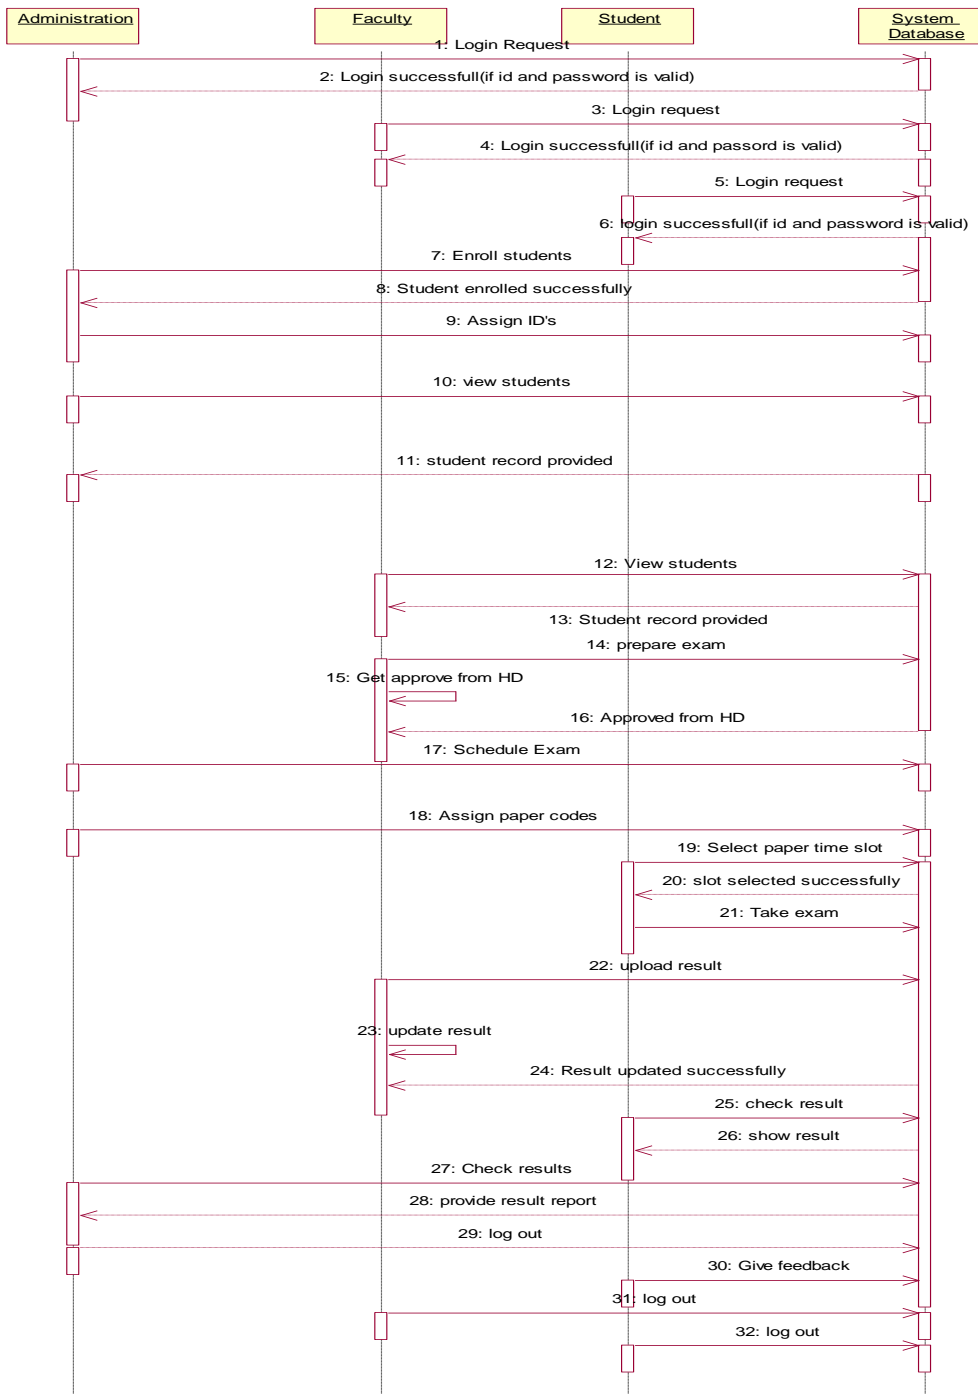 Administration
Faculty
Student
System
Database
1: Login Request
2: Login successfull(if id and password is valid)
3: Login request
4: Login successfull(if id and passord is valid)
5: Login request
6: login successfull(if id and password is valid)
7: Enroll students
8: Student enrolled successfully
9: Assign ID's
10: view students
11: student record provided
12: View students
13: Student record provided
14: prepare exam
15: Get approve from HD
16: Approved from HD
17: Schedule Exam
18: Assign paper codes
19: Select paper time slot
20: slot selected successfully
21: Take exam
22: upload result
23: update result
24: Result updated successfully
25: check result
26: show result
27: Check results
28: provide result report
29: log out
30: Give feedback
31: log out
32: log out